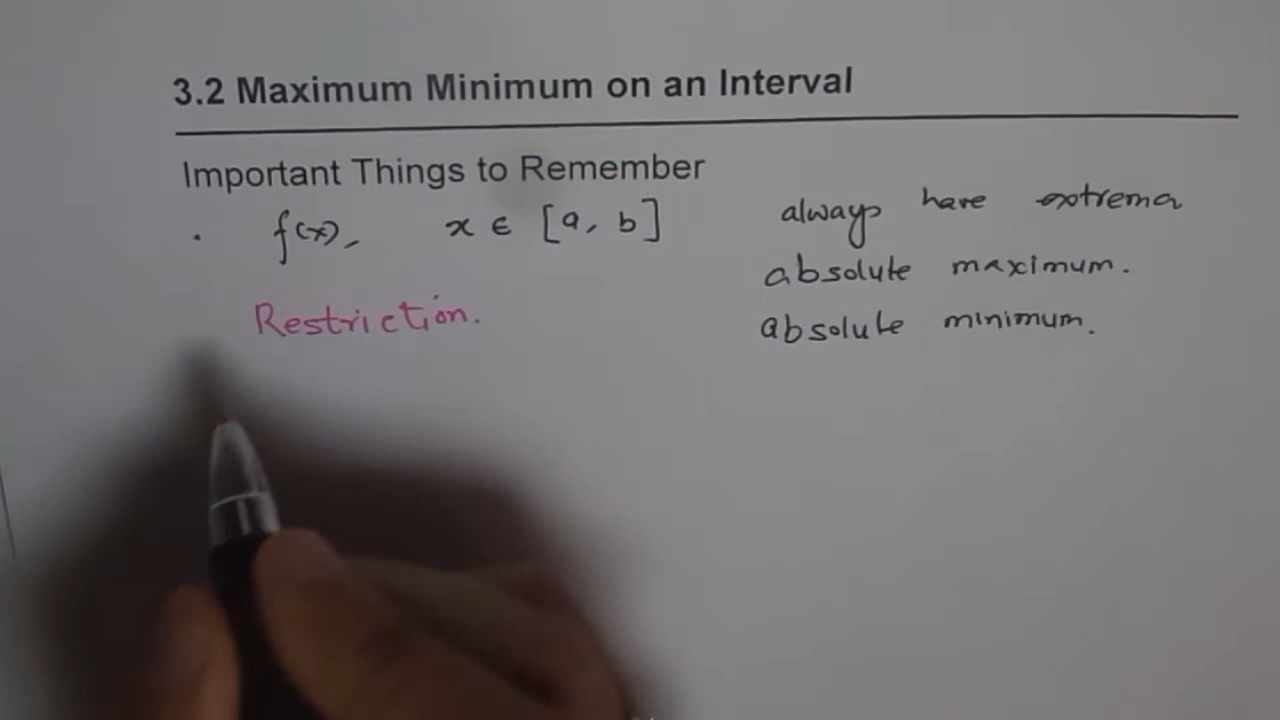 3.2 Maximum Minimum on an Interval
Important Things to Remember
. f(x), x ∈ [a, b] always have extrema
absolute maximum.
Restriction. absolute minimum.